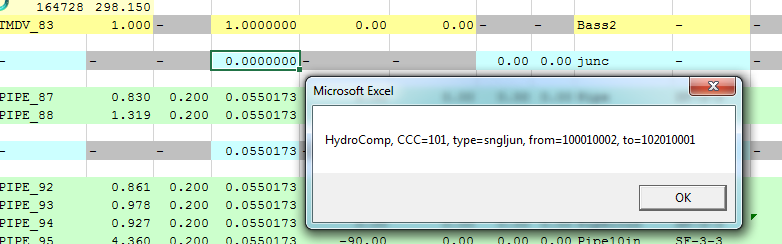 164728 298.150
TMDV_83 1.000 - 1.0000000 0.00 0.00 - - Bass2 -
- - 0.0000000 - - 0.00 0.00 junc -
PIPE_87 0.830 0.200 0.0550173
PIPE_88 1.319 0.200 0.0550173
- - - 0.0550173 -
PIPE_92 0.861 0.200 0.0550173
PIPE_93 0.978 0.200 0.0550173
PIPE_94 0.927 0.200 0.0550173
PIPE_95 4.360 0.200 0.0550173 -90.00 0.00 0.00 0.00 Pipe10in SF-3-3
Microsoft Excel
HydroComp, CCC=101, type=sngljun, from=100010002, to=102010001
OK